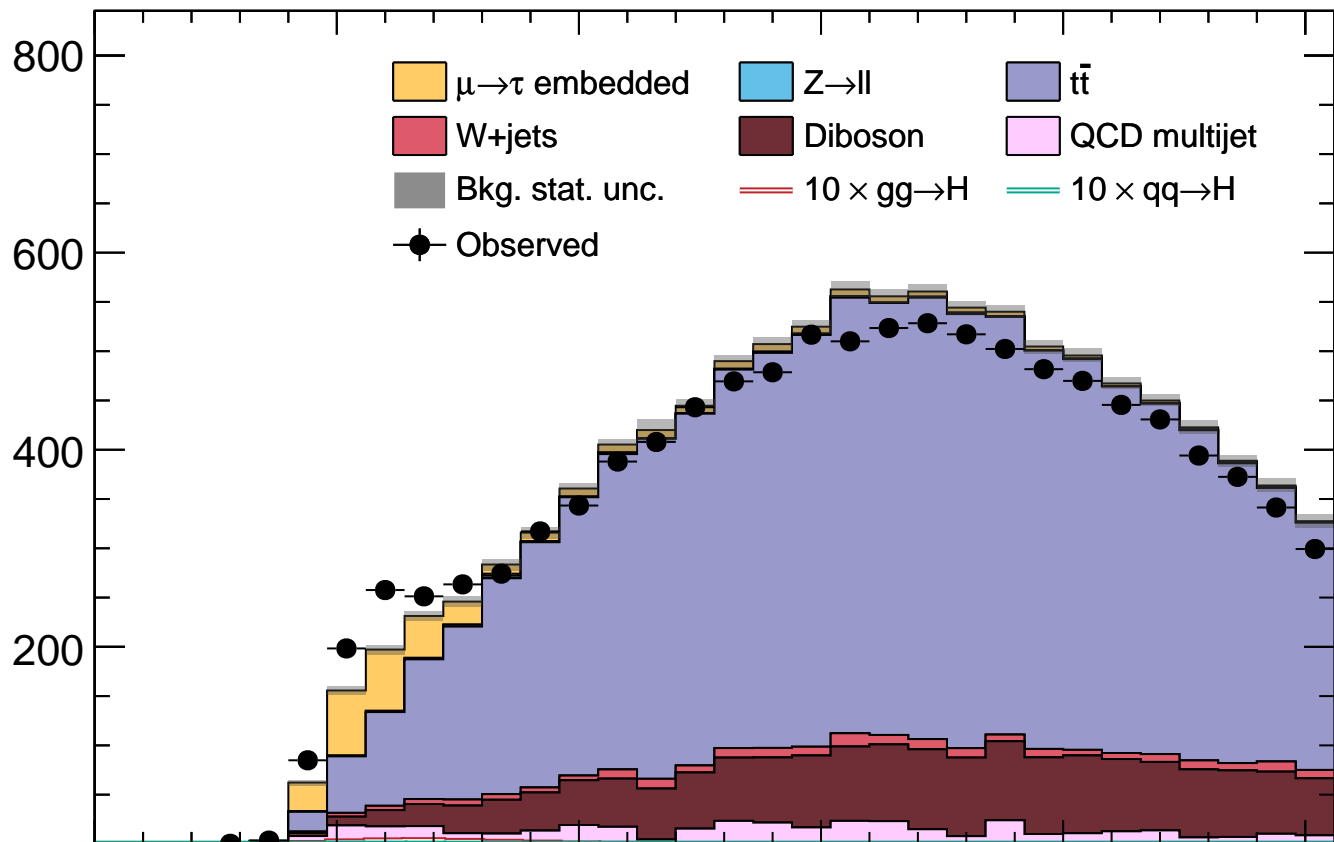 800
μ→τ embedded Z→ll tt̄
W+jets Diboson QCD multijet
Bkg. stat. unc. 10 × gg→H 10 × qq→H
600 Observed
400
200